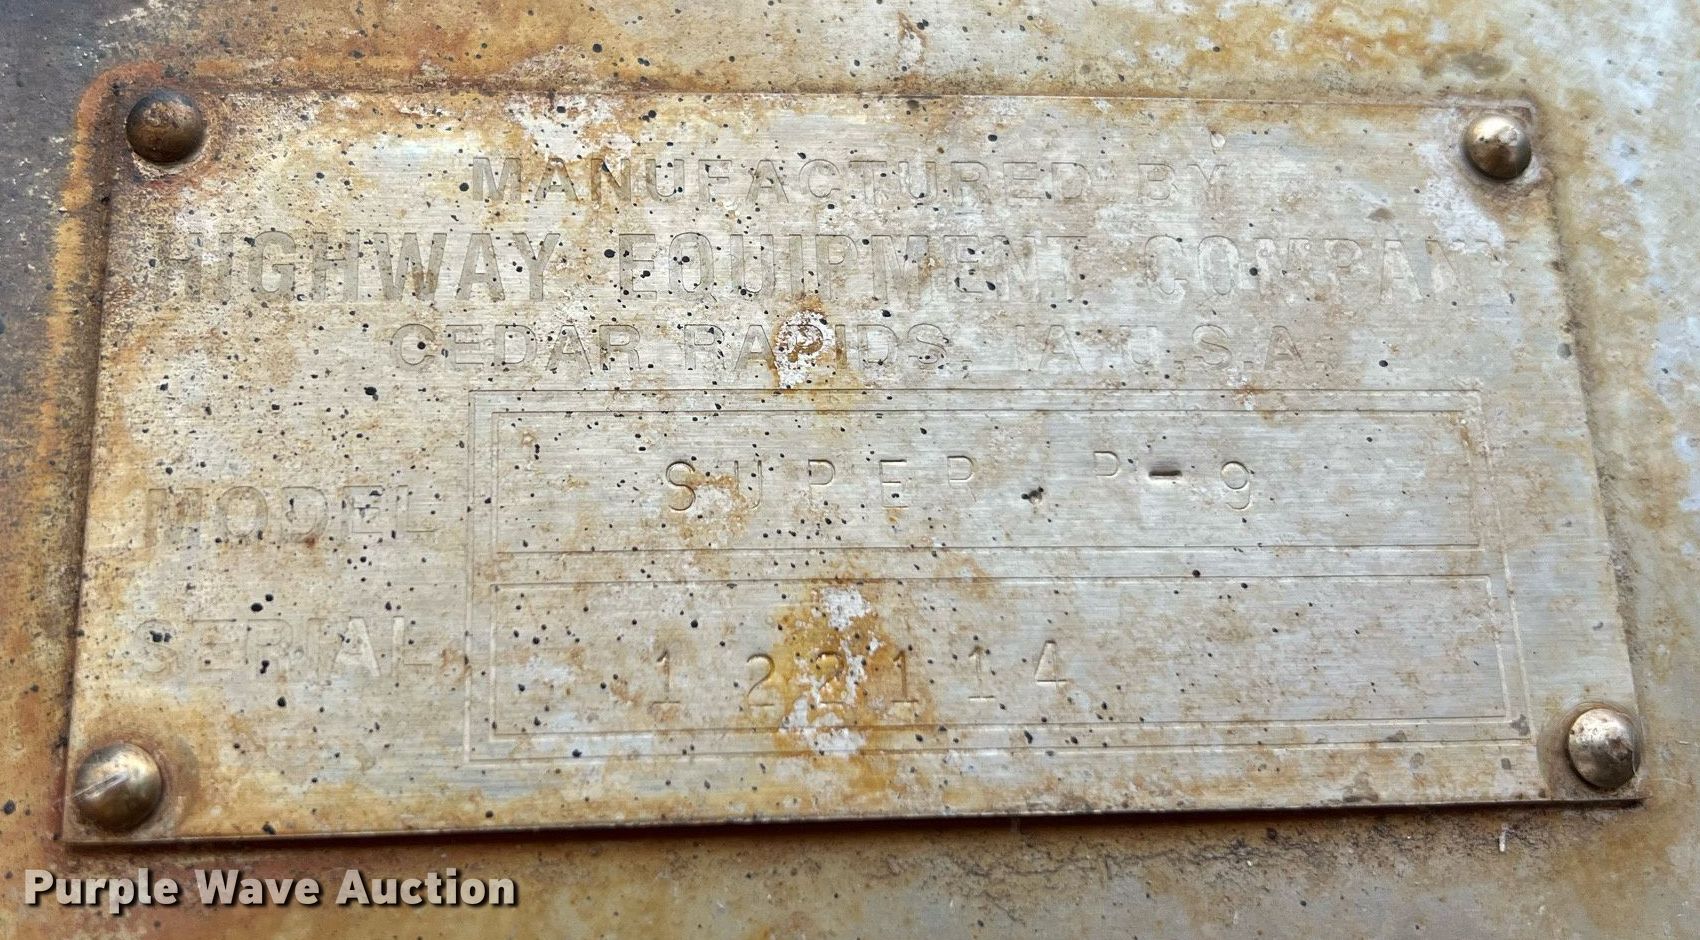 MANUFACTURED BY
HIGHWAY EQUIPMENT COMPANY
CEDAR RAPIDS, IA. U.S.A.
MODEL SUPER P-9
SERIAL 122114
Purple Wave Auction